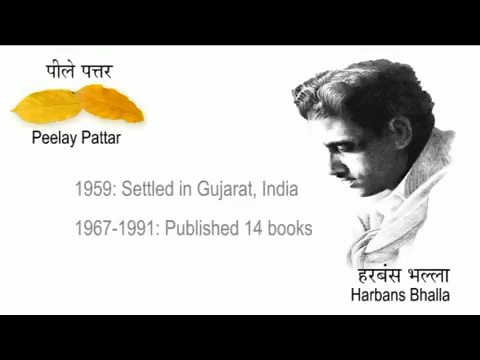 पीले पत्तर
Peelay Pattar
1959: Settled in Gujarat, India
1967-1991: Published 14 books
हरबंस भल्ला
Harbans Bhalla